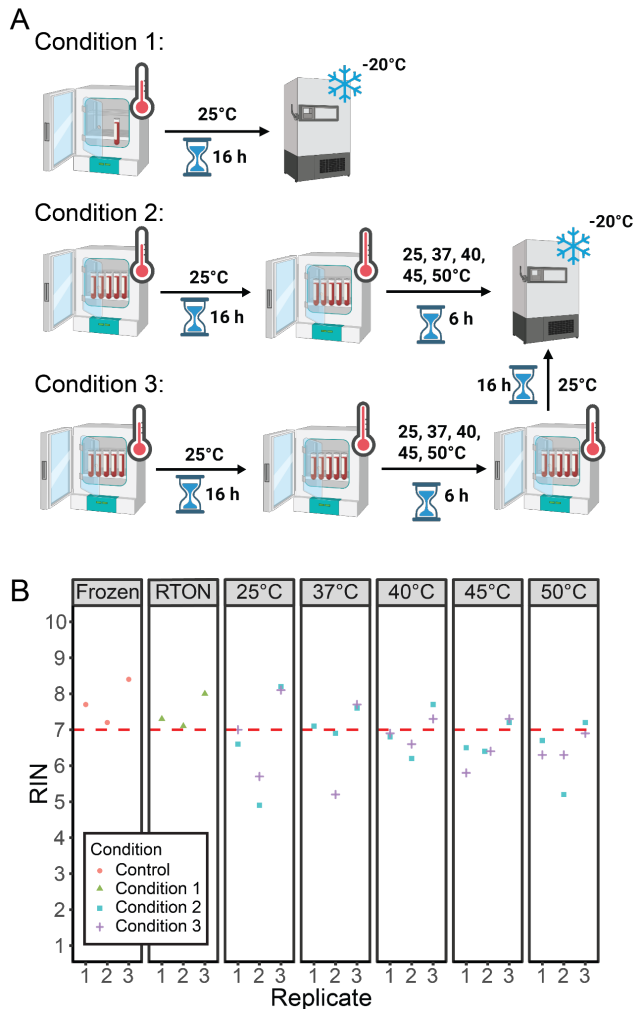 A
Condition 1:
-20°C
25°C
16 h
Condition 2:
-20°C
25°C
16 h
25, 37, 40,
45, 50°C
6 h
16 h
25°C
Condition 3:
25°C
16 h
25, 37, 40,
45, 50°C
6 h
B
Frozen RTON 25°C 37°C 40°C 45°C 50°C
10
9
8
7
6
5
4
3
2
1
RIN
Condition
Control
Condition 1
Condition 2
Condition 3
1 2 3 1 2 3 1 2 3 1 2 3 1 2 3 1 2 3 1 2 3
Replicate